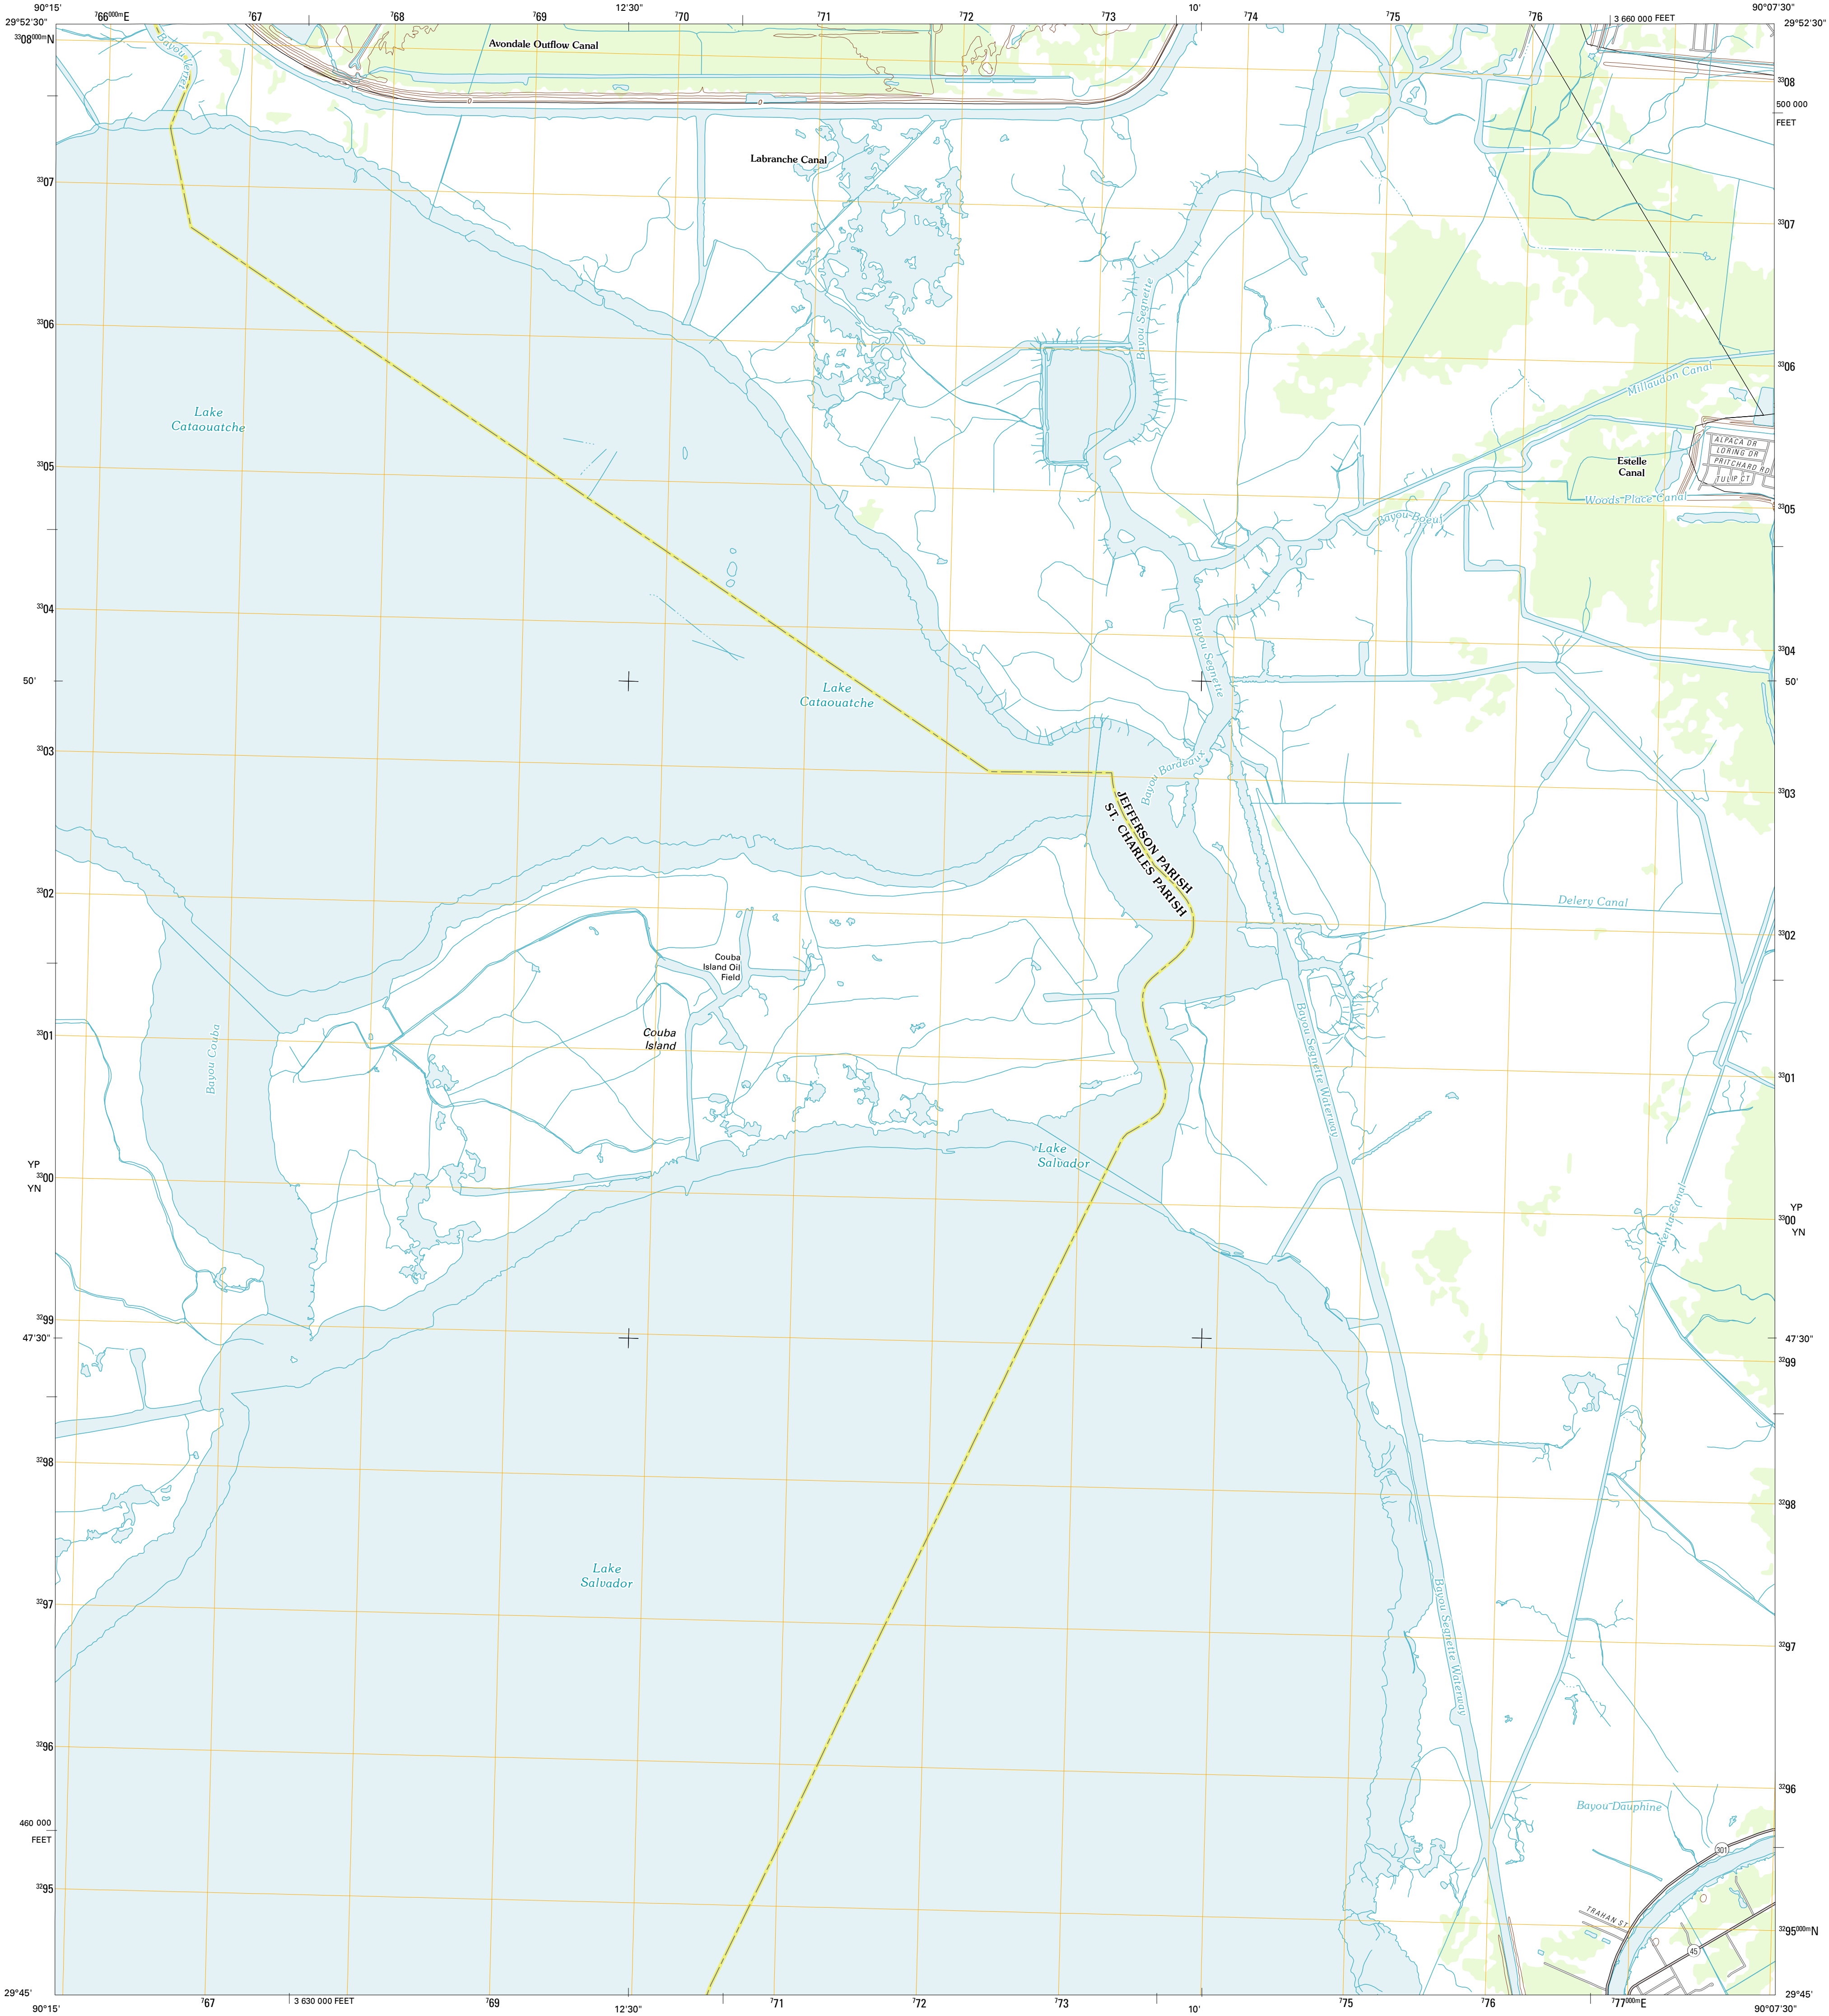 90°15'
⁷66⁰⁰⁰ᵐE
767
768
769
12'30"
770
771
772
773
10'
774
775
776
3 660 000 FEET
90°07'30"
29°52'30"
29°52'30"
³³08⁰⁰⁰ᵐN
Avondale Outflow Canal
³³08
500 000
FEET
0
0
Labranche Canal
³³07
³³07
Bayou Segnette
³³06
³³06
Millaudon Canal
Lake
Cataouatche
ALPACA DR
LORING DR
PRITCHARD RD
TULIP CT
Estelle
Canal
³³05
Woods Place Canal
³³05
Bayou Boeuf
³³04
Bayou Segnette
³³04
50'
50'
Lake
Cataouatche
³³03
Bayou Bardeaux
³³03
JEFFERSON PARISH
ST. CHARLES PARISH
³³02
Delery Canal
³³02
Couba
Island Oil
Field
Bayou Couba
Couba
Island
³³01
Bayou Segnette Waterway
³³01
YP
YN
³³00
Lake
Salvador
Kenta Canal
YP
YN
³³00
³²99
47'30"
47'30"
³²99
³²98
³²98
Lake
Salvador
³²97
Bayou Segnette Waterway
³²97
³²96
³²96
Bayou Dauphine
460 000
FEET
301
³²95
TRAHAN ST
³²95⁰⁰⁰ᵐN
45
29°45'
29°45'
90°15'
767
3 630 000 FEET
769
12'30"
771
772
773
10'
775
776
⁷77⁰⁰⁰ᵐE
90°07'30"